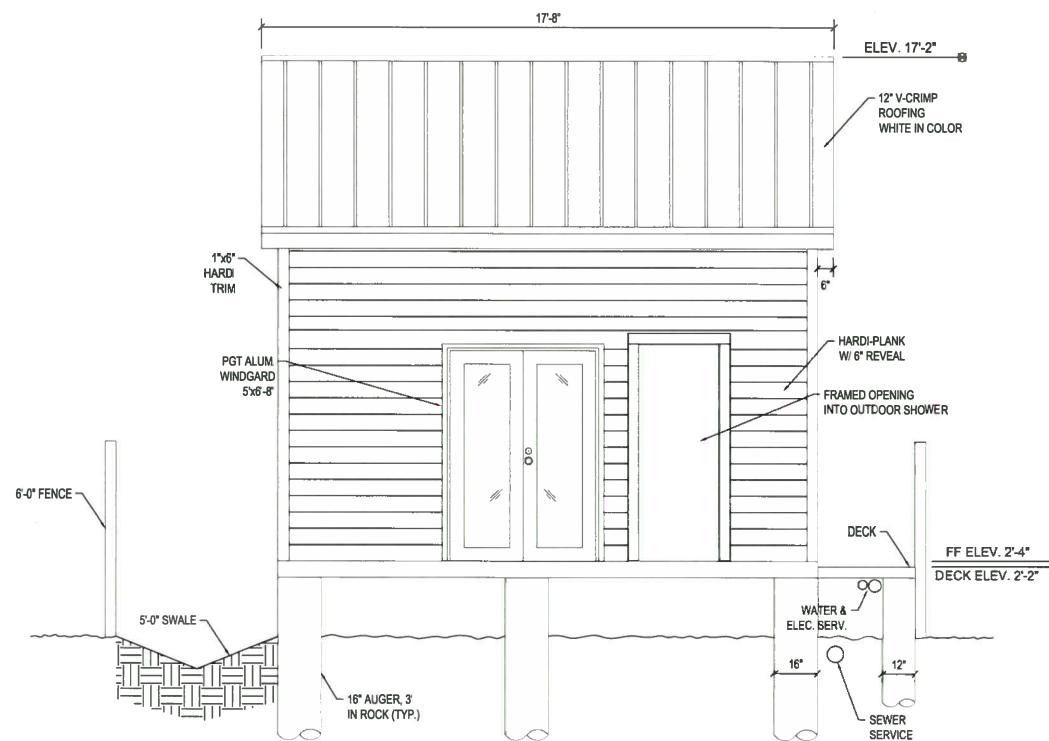 17'-8"
ELEV. 17'-2"
12" V-CRIMP
ROOFING
WHITE IN COLOR
1"x6"
HARDI
TRIM
6"
PGT ALUM.
WINDGARD
5'x6'-8"
HARDI-PLANK
W/ 6" REVEAL
FRAMED OPENING
INTO OUTDOOR SHOWER
6'-0" FENCE
DECK
FF ELEV. 2'-4"
DECK ELEV. 2'-2"
WATER &
ELEC. SERV.
5'-0" SWALE
16"
12"
16" AUGER, 3'
IN ROCK (TYP.)
SEWER
SERVICE